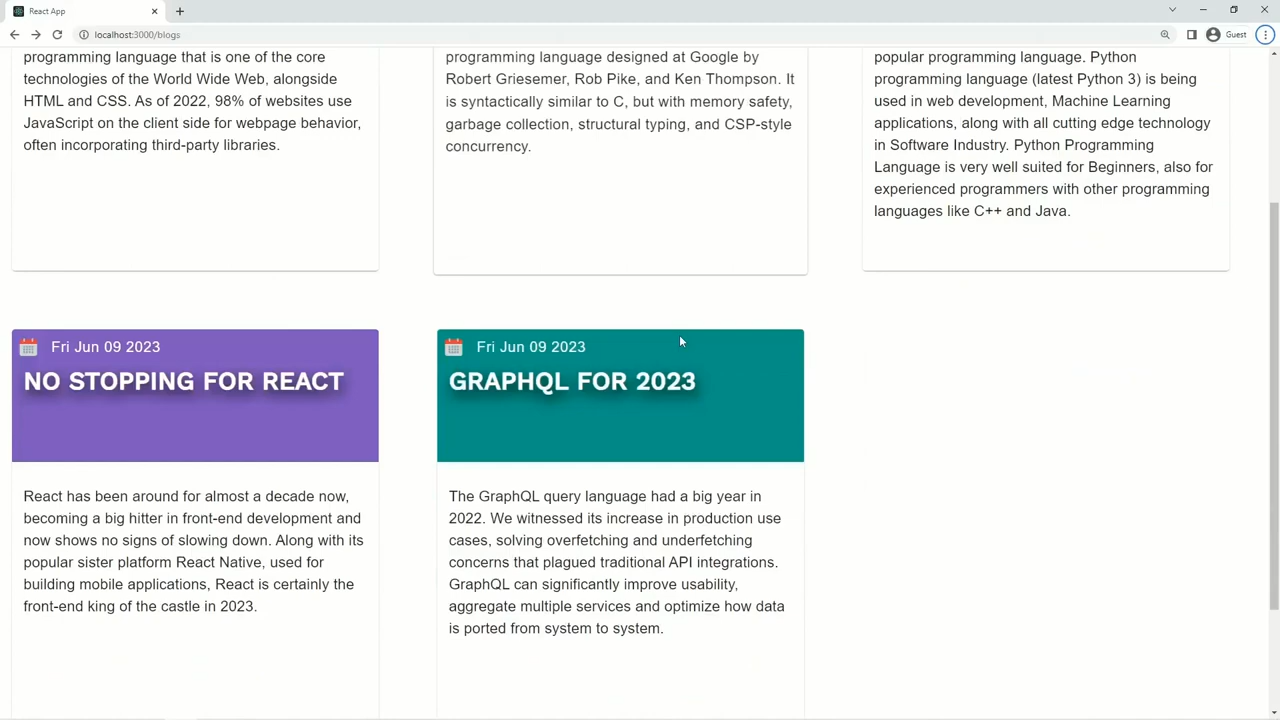 React App
localhost:3000/blogs
Guest
programming language that is one of the core
technologies of the World Wide Web, alongside
HTML and CSS. As of 2022, 98% of websites use
JavaScript on the client side for webpage behavior,
often incorporating third-party libraries.
programming language designed at Google by
Robert Griesemer, Rob Pike, and Ken Thompson. It
is syntactically similar to C, but with memory safety,
garbage collection, structural typing, and CSP-style
concurrency.
popular programming language. Python
programming language (latest Python 3) is being
used in web development, Machine Learning
applications, along with all cutting edge technology
in Software Industry. Python Programming
Language is very well suited for Beginners, also for
experienced programmers with other programming
languages like C++ and Java.
Fri Jun 09 2023
NO STOPPING FOR REACT
React has been around for almost a decade now,
becoming a big hitter in front-end development and
now shows no signs of slowing down. Along with its
popular sister platform React Native, used for
building mobile applications, React is certainly the
front-end king of the castle in 2023.
Fri Jun 09 2023
GRAPHQL FOR 2023
The GraphQL query language had a big year in
2022. We witnessed its increase in production use
cases, solving overfetching and underfetching
concerns that plagued traditional API integrations.
GraphQL can significantly improve usability,
aggregate multiple services and optimize how data
is ported from system to system.